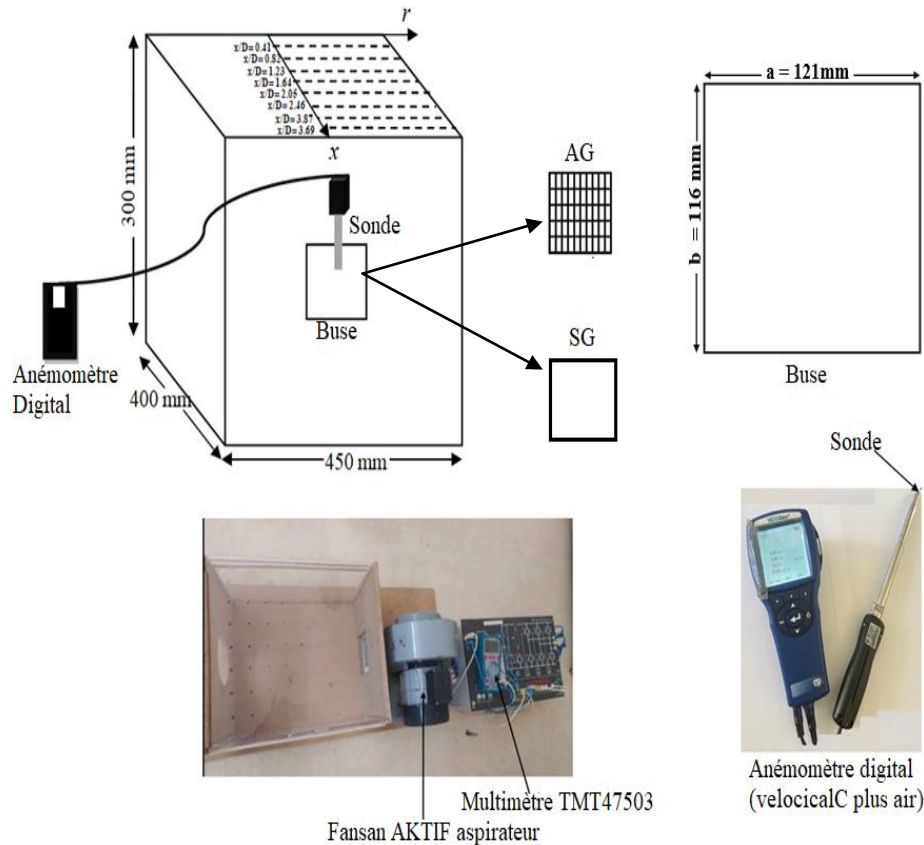 r
x/D=0.41
x/D=0.82
x/D=1.23
x/D=1.64
x/D=2.05
x/D=2.46
x/D=3.87
x/D=3.69
x
300 mm
400 mm
450 mm
Sonde
Buse
Anémomètre
Digital
AG
SG
a = 121mm
b = 116 mm
Buse
Sonde
Multimètre TMT47503
Fansan AKTIF aspirateur
Anémomètre digital
(velocicalC plus air)